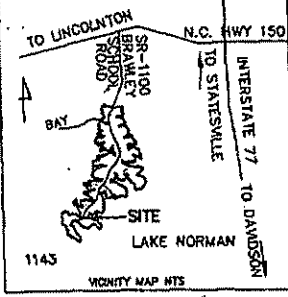 TO LINCOLNTON
N.C. HWY 150
SR-1100
BRAWLEY
SCHOOL
ROAD
TO STATESVILLE
INTERSTATE 77
TO DAVIDSON
BAY
SITE
LAKE NORMAN
1143
VICINITY MAP NTS